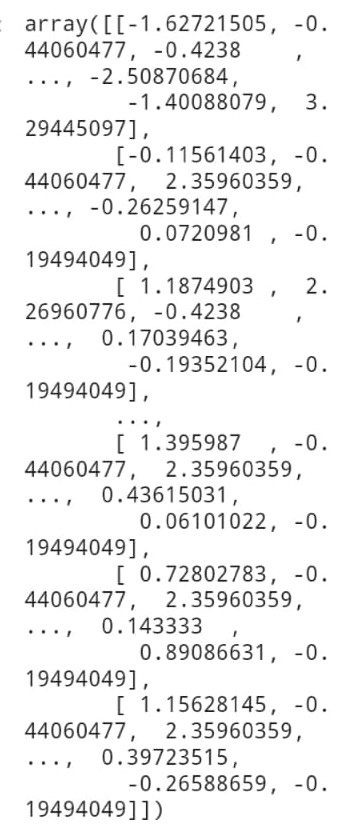 : array([[-1.62721505, -0.
44060477, -0.4238    ,
..., -2.50870684,
        -1.40088079,  3.
29445097],
       [-0.11561403, -0.
44060477,  2.35960359,
..., -0.26259147,
         0.0720981 , -0.
19494049],
       [ 1.1874903 ,  2.
26960776, -0.4238    ,
...,  0.17039463,
        -0.19352104, -0.
19494049],
       ...,
       [ 1.395987  , -0.
44060477,  2.35960359,
...,  0.43615031,
         0.06101022, -0.
19494049],
       [ 0.72802783, -0.
44060477,  2.35960359,
...,  0.143333  ,
         0.89086631, -0.
19494049],
       [ 1.15628145, -0.
44060477,  2.35960359,
...,  0.39723515,
        -0.26588659, -0.
19494049]])